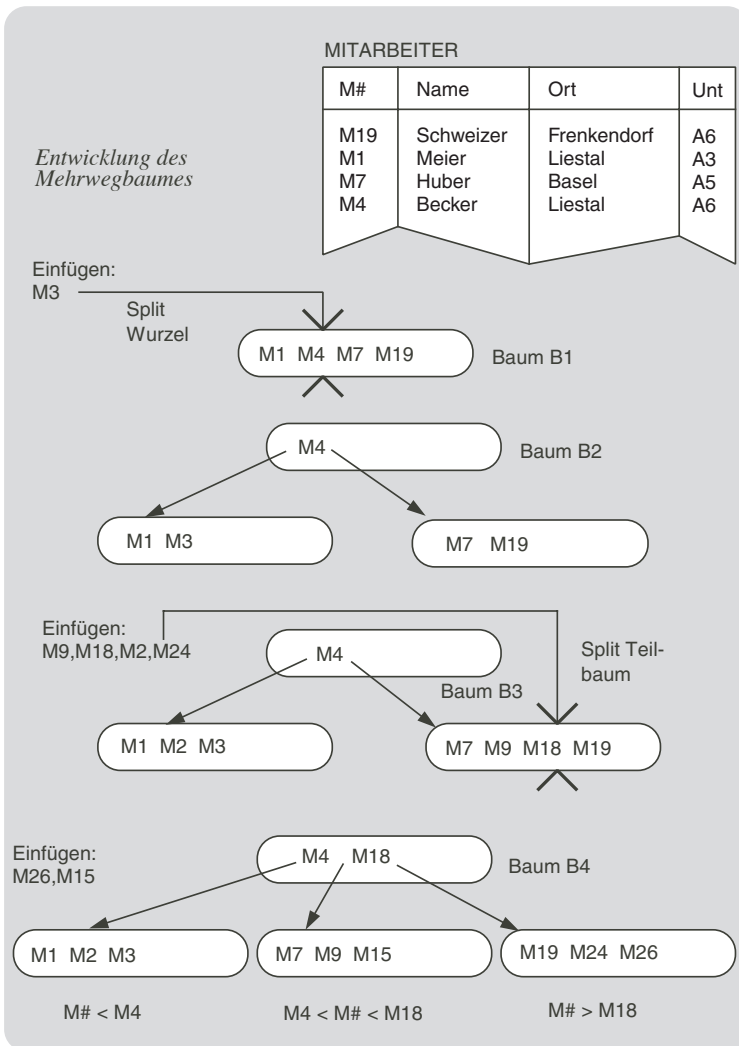 MITARBEITER
M# Name Ort Unt
M19 Schweizer Frenkendorf A6
M1 Meier Liestal A3
M7 Huber Basel A5
M4 Becker Liestal A6
Entwicklung des
Mehrwegbaumes
Einfügen:
M3
Split
Wurzel
M1 M4 M7 M19
Baum B1
M4
Baum B2
M1 M3
M7 M19
Einfügen:
M9,M18,M2,M24
M4
Split Teil-
baum
Baum B3
M1 M2 M3
M7 M9 M18 M19
Einfügen:
M26,M15
M4 M18
Baum B4
M1 M2 M3
M7 M9 M15
M19 M24 M26
M# < M4
M4 < M# < M18
M# > M18